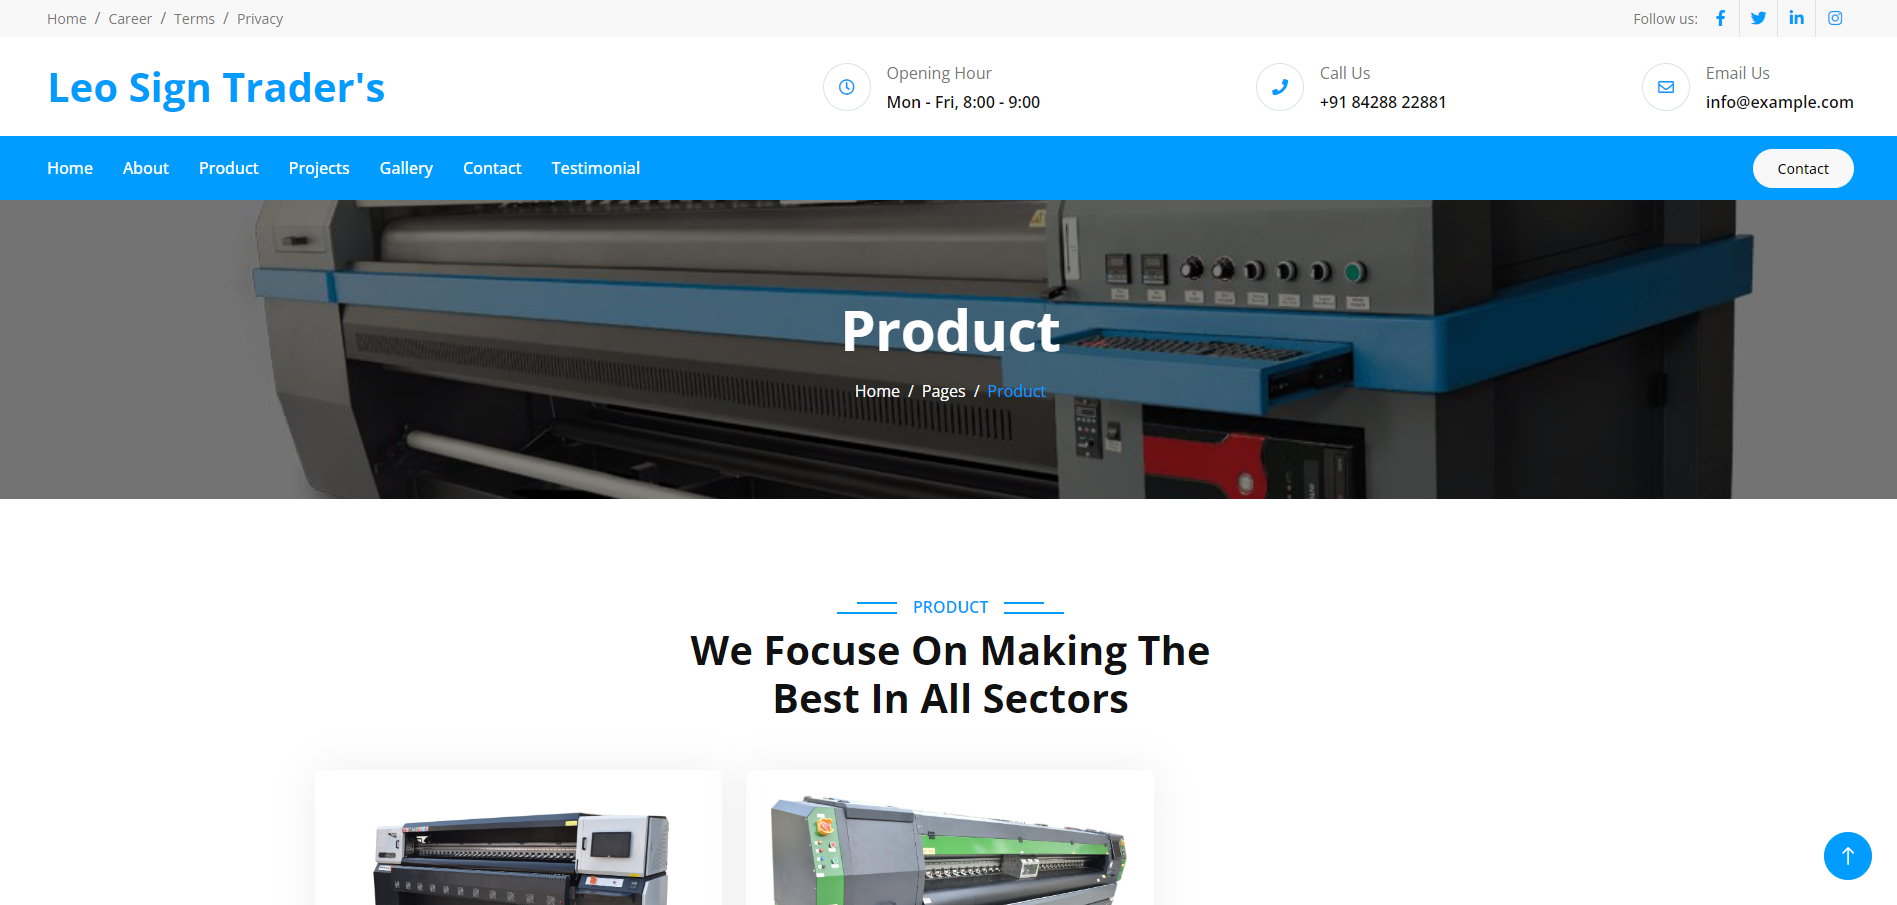 Home / Career / Terms / Privacy
Follow us:
Leo Sign Trader's
Opening Hour
Mon - Fri, 8:00 - 9:00
Call Us
+91 84288 22881
Email Us
info@example.com
Home About Product Projects Gallery Contact Testimonial
Contact
Product
Home / Pages / Product
PRODUCT
We Focuse On Making The
Best In All Sectors